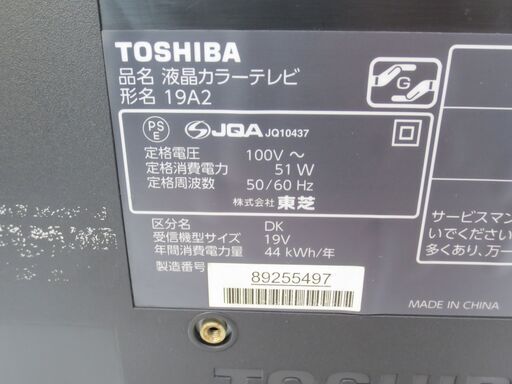 TOSHIBA
品名 液晶カラーテレビ
形名 19A2
G
PS
E
JQA JQ10437
定格電圧 100V ～
定格消費電力 51 W
定格周波数 50/60 Hz
株式会社 東芝
区分名 DK
受信機型サイズ 19V
年間消費電力量 44 kWh/年
製造番号
89255497
サービスマン
いでくださ
多くあり、万一
MADE IN CHINA
TOSHIB